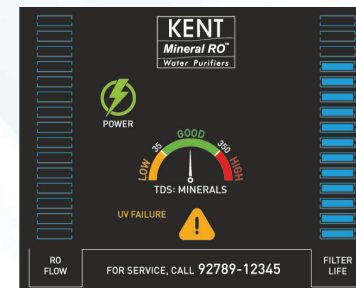 KENT
Mineral RO™
Water Purifiers
POWER
GOOD
35
350
LOW
HIGH
TDS: MINERALS
UV FAILURE
!
RO
FLOW
FOR SERVICE, CALL 92789-12345
FILTER
LIFE